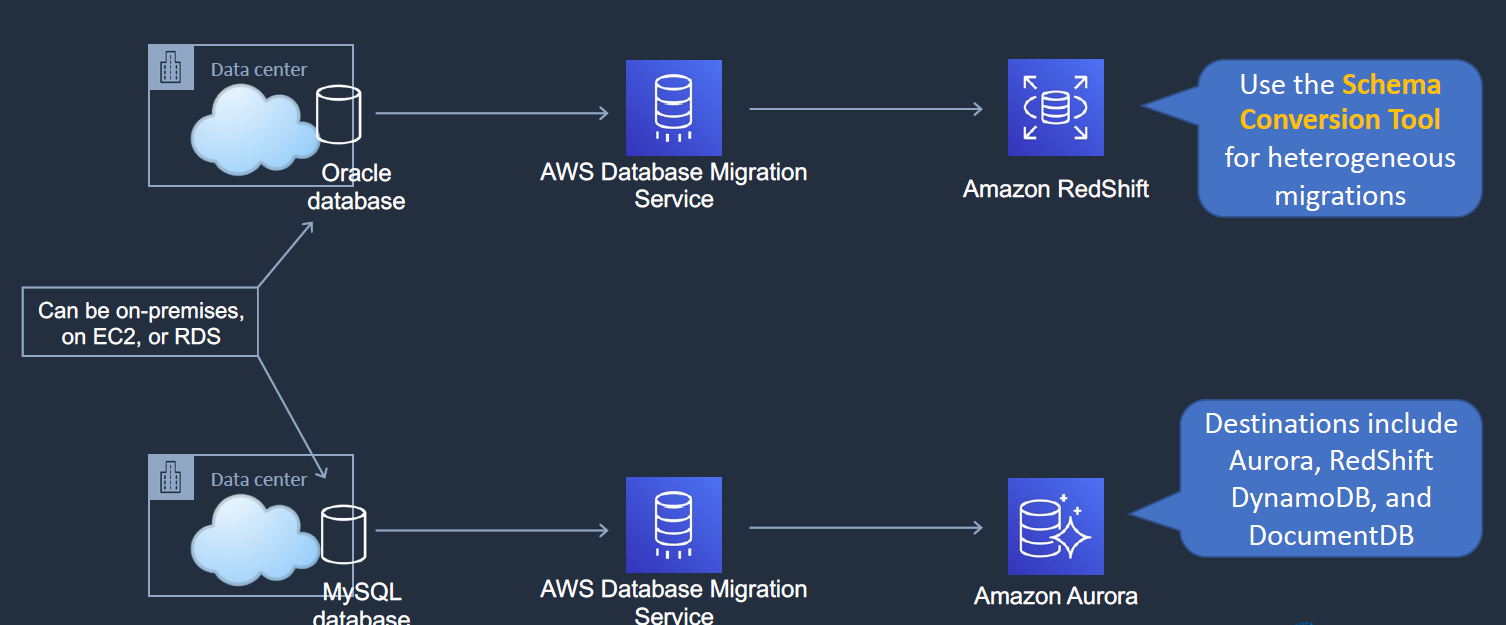 Data center
Oracle
database
AWS Database Migration
Service
Amazon RedShift
Use the Schema
Conversion Tool
for heterogeneous
migrations
Can be on-premises,
on EC2, or RDS
Data center
MySQL
database
AWS Database Migration
Service
Amazon Aurora
Destinations include
Aurora, RedShift
DynamoDB, and
DocumentDB